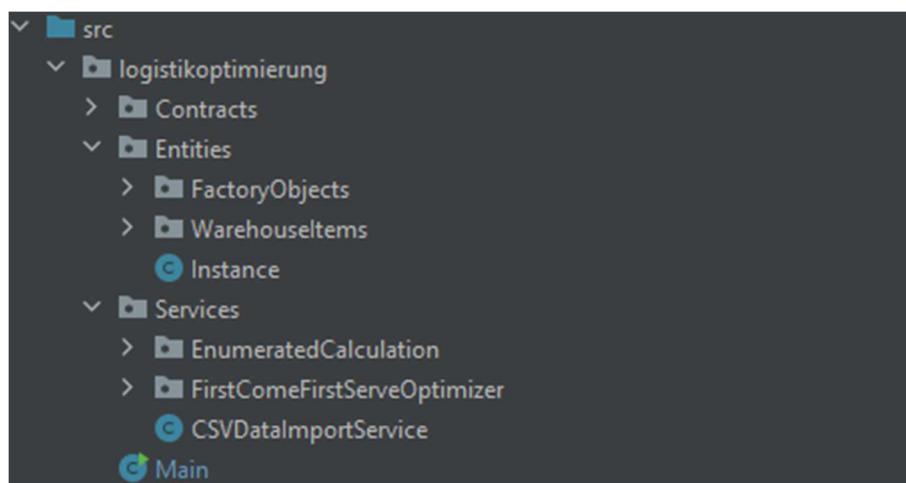 src
logistikoptimierung
Contracts
Entities
FactoryObjects
WarehouseItems
Instance
Services
EnumeratedCalculation
FirstComeFirstServeOptimizer
CSVDataImportService
Main